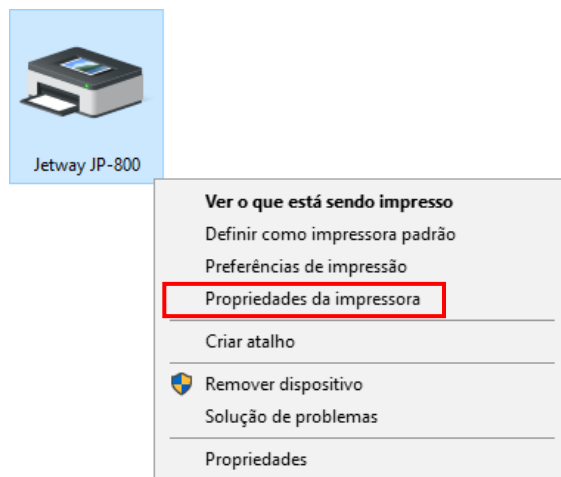 Jetway JP-800
Ver o que está sendo impresso
Definir como impressora padrão
Preferências de impressão
Propriedades da impressora
Criar atalho
Remover dispositivo
Solução de problemas
Propriedades